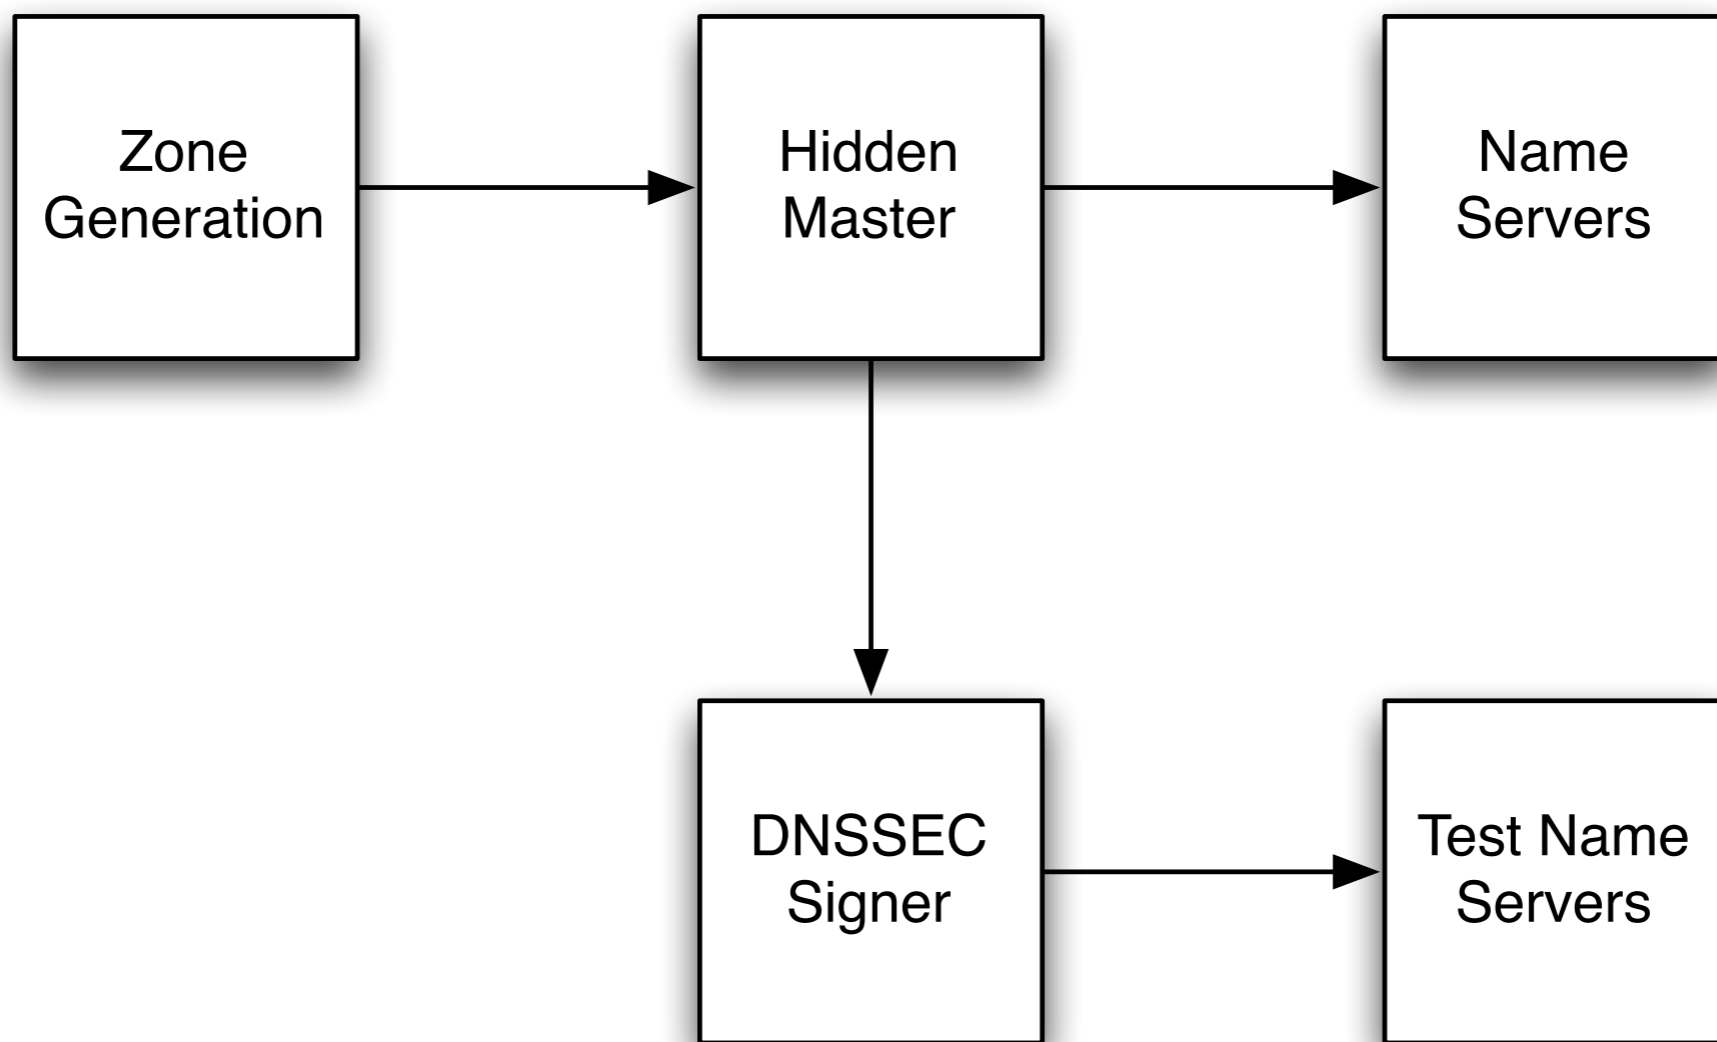 Zone
Generation
Hidden
Master
Name
Servers
DNSSEC
Signer
Test Name
Servers